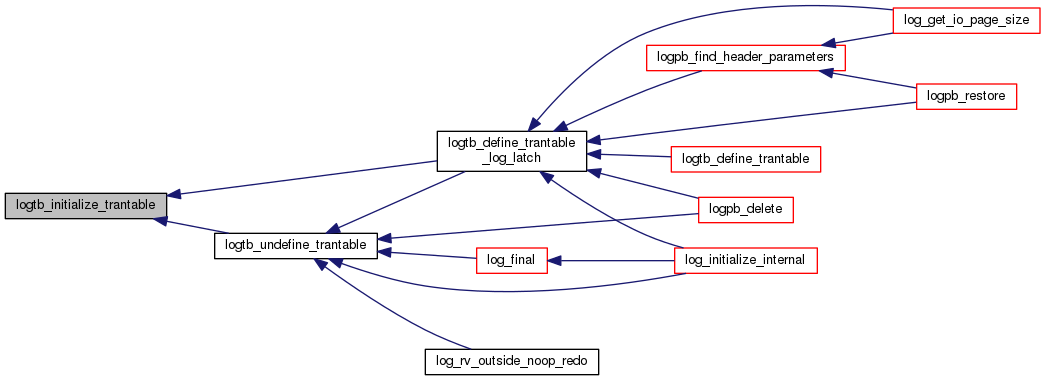 log_get_io_page_size
logpb_find_header_parameters
logpb_restore
logtb_define_trantable
_log_latch
logtb_define_trantable
logtb_initialize_trantable
logpb_delete
logtb_undefine_trantable
log_final
log_initialize_internal
log_rv_outside_noop_redo